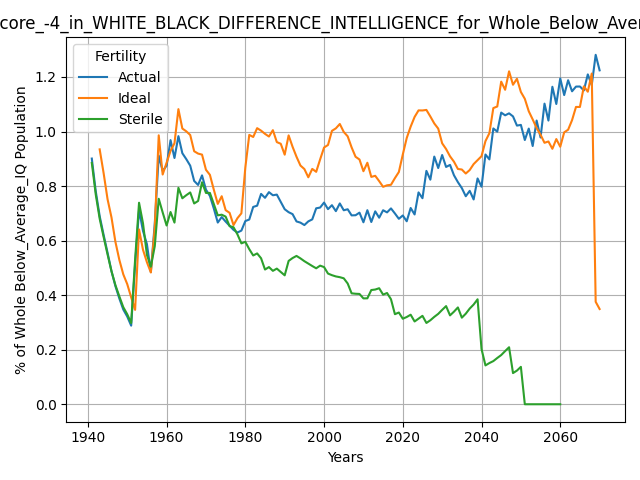 core_-4_in_WHITE_BLACK_DIFFERENCE_INTELLIGENCE_for_Whole_Below_Aver
Fertility
Actual
Ideal
Sterile
% of Whole Below_Average_IQ Population
1.2
1.0
0.8
0.6
0.4
0.2
0.0
1940 1960 1980 2000 2020 2040 2060
Years